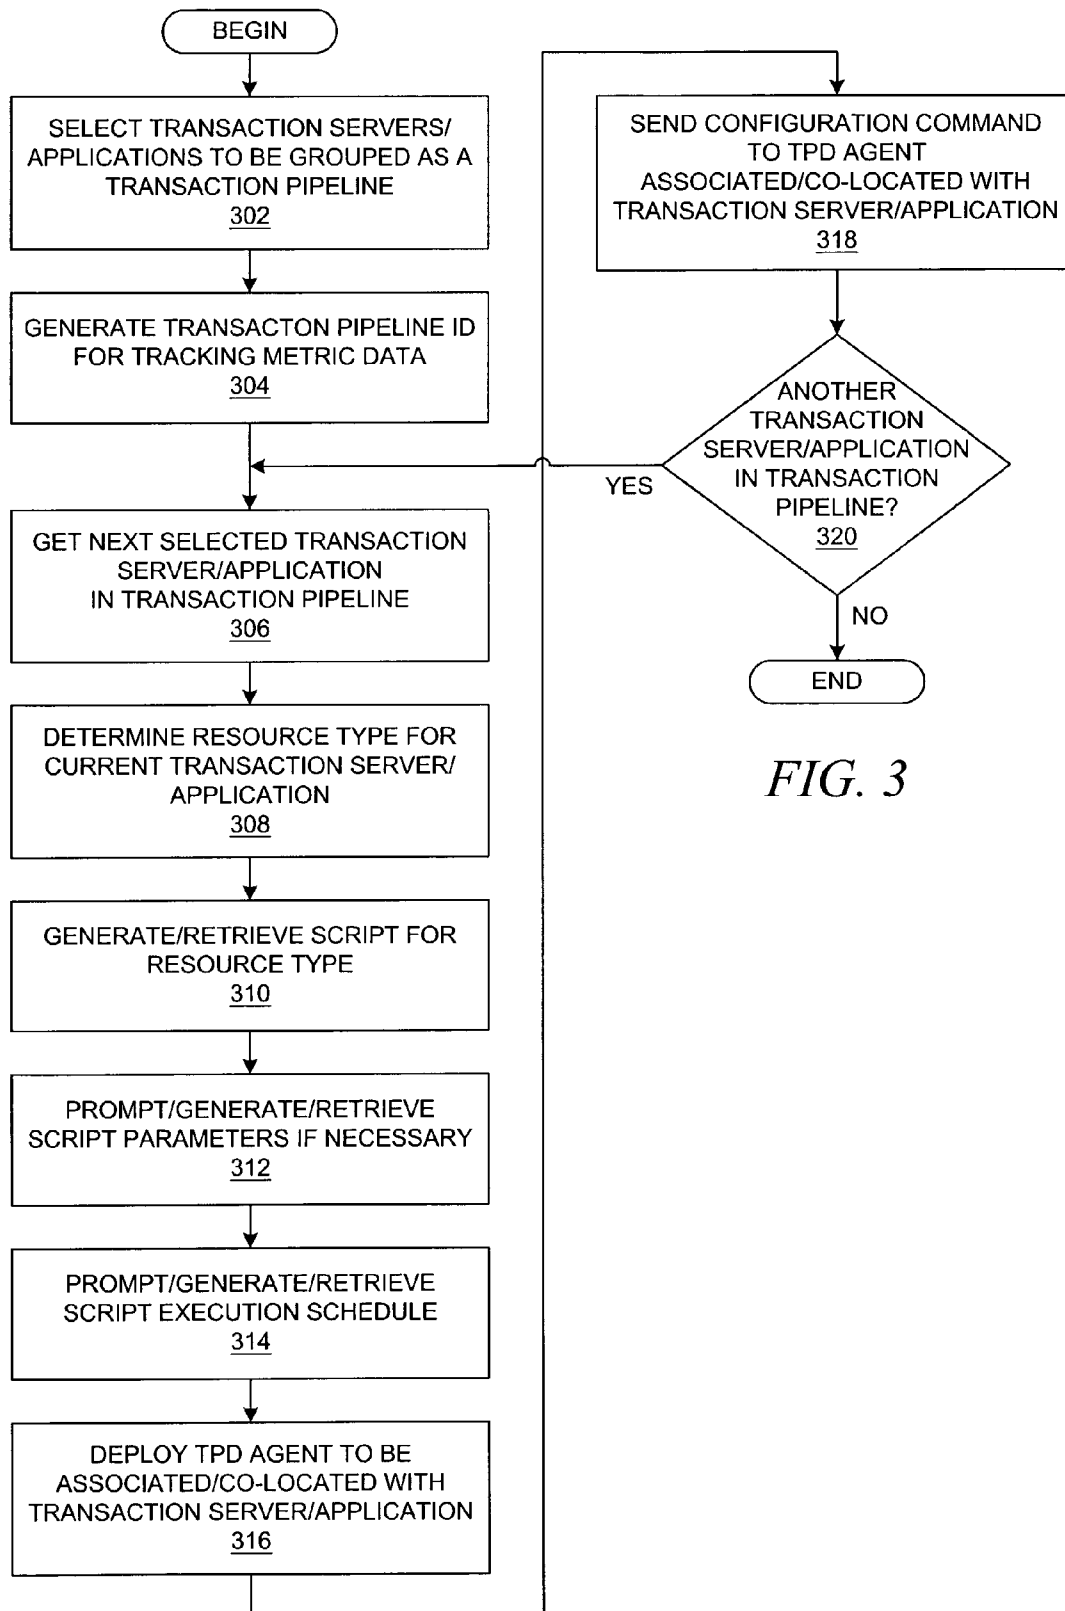 BEGIN
SELECT TRANSACTION SERVERS/
APPLICATIONS TO BE GROUPED AS A
TRANSACTION PIPELINE
302
GENERATE TRANSACTON PIPELINE ID
FOR TRACKING METRIC DATA
304
GET NEXT SELECTED TRANSACTION
SERVER/APPLICATION
IN TRANSACTION PIPELINE
306
DETERMINE RESOURCE TYPE FOR
CURRENT TRANSACTION SERVER/
APPLICATION
308
GENERATE/RETRIEVE SCRIPT FOR
RESOURCE TYPE
310
PROMPT/GENERATE/RETRIEVE
SCRIPT PARAMETERS IF NECESSARY
312
PROMPT/GENERATE/RETRIEVE
SCRIPT EXECUTION SCHEDULE
314
DEPLOY TPD AGENT TO BE
ASSOCIATED/CO-LOCATED WITH
TRANSACTION SERVER/APPLICATION
316
SEND CONFIGURATION COMMAND
TO TPD AGENT
ASSOCIATED/CO-LOCATED WITH
TRANSACTION SERVER/APPLICATION
318
ANOTHER
TRANSACTION
SERVER/APPLICATION
IN TRANSACTION
PIPELINE?
320
YES
NO
END
FIG. 3